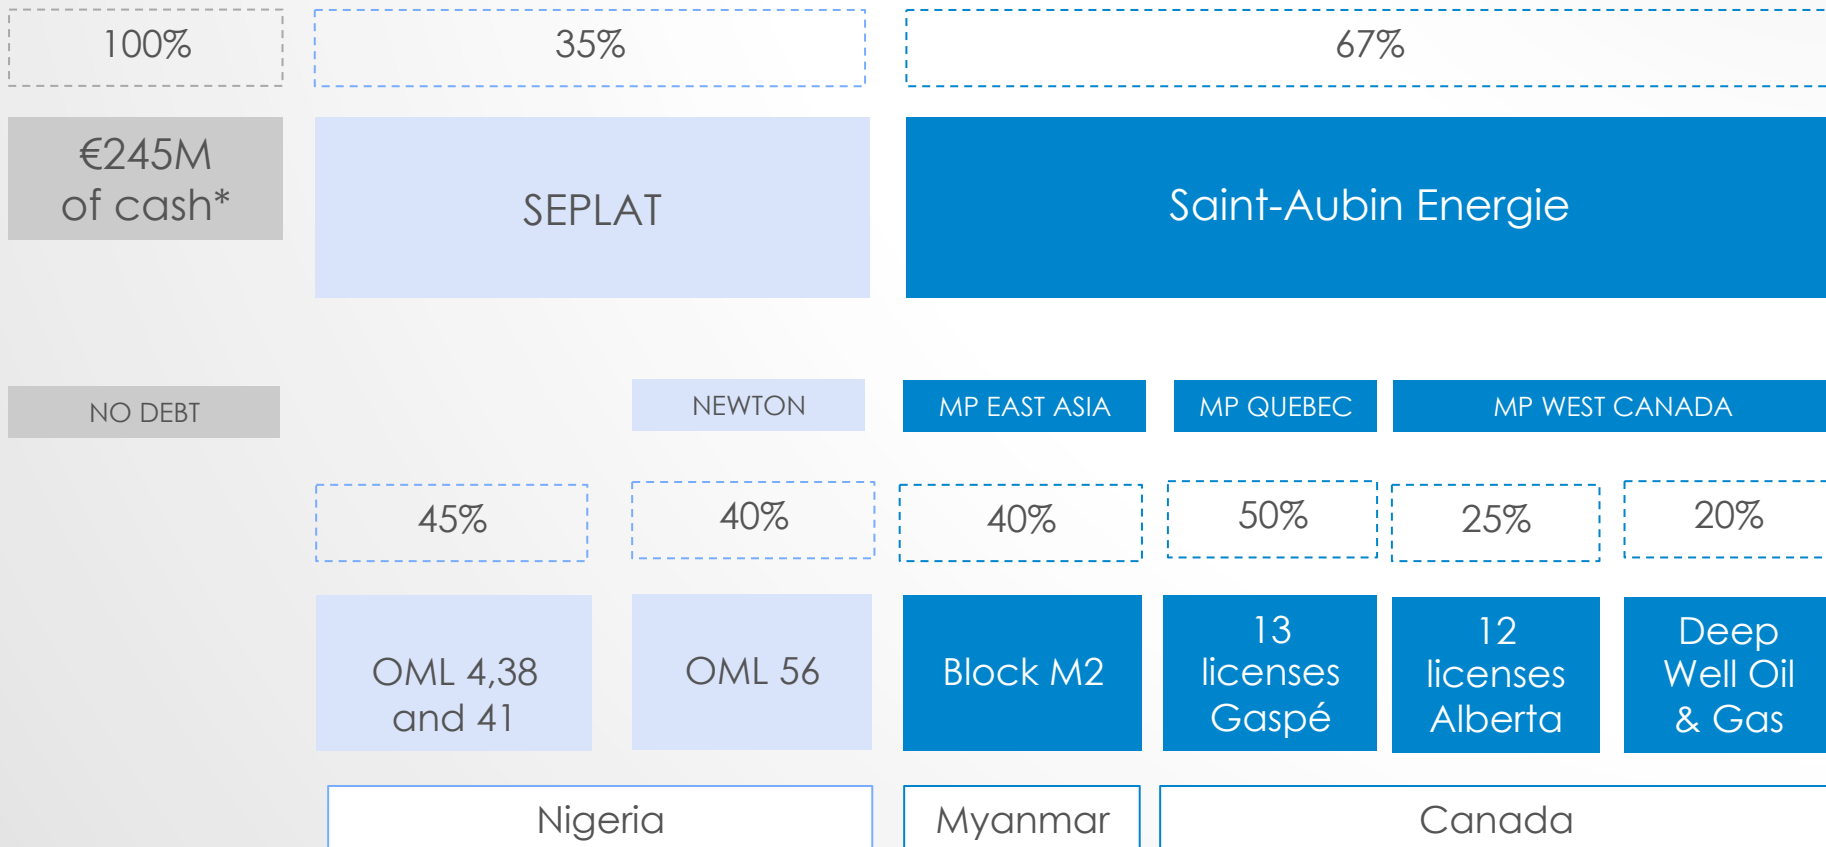 100%
35%
67%
€245M
of cash*
SEPLAT
Saint-Aubin Energie
NO DEBT
NEWTON
MP EAST ASIA
MP QUEBEC
MP WEST CANADA
45%
40%
40%
50%
25%
20%
OML 4,38
and 41
OML 56
Block M2
13
licenses
Gaspé
12
licenses
Alberta
Deep
Well Oil
& Gas
Nigeria
Myanmar
Canada